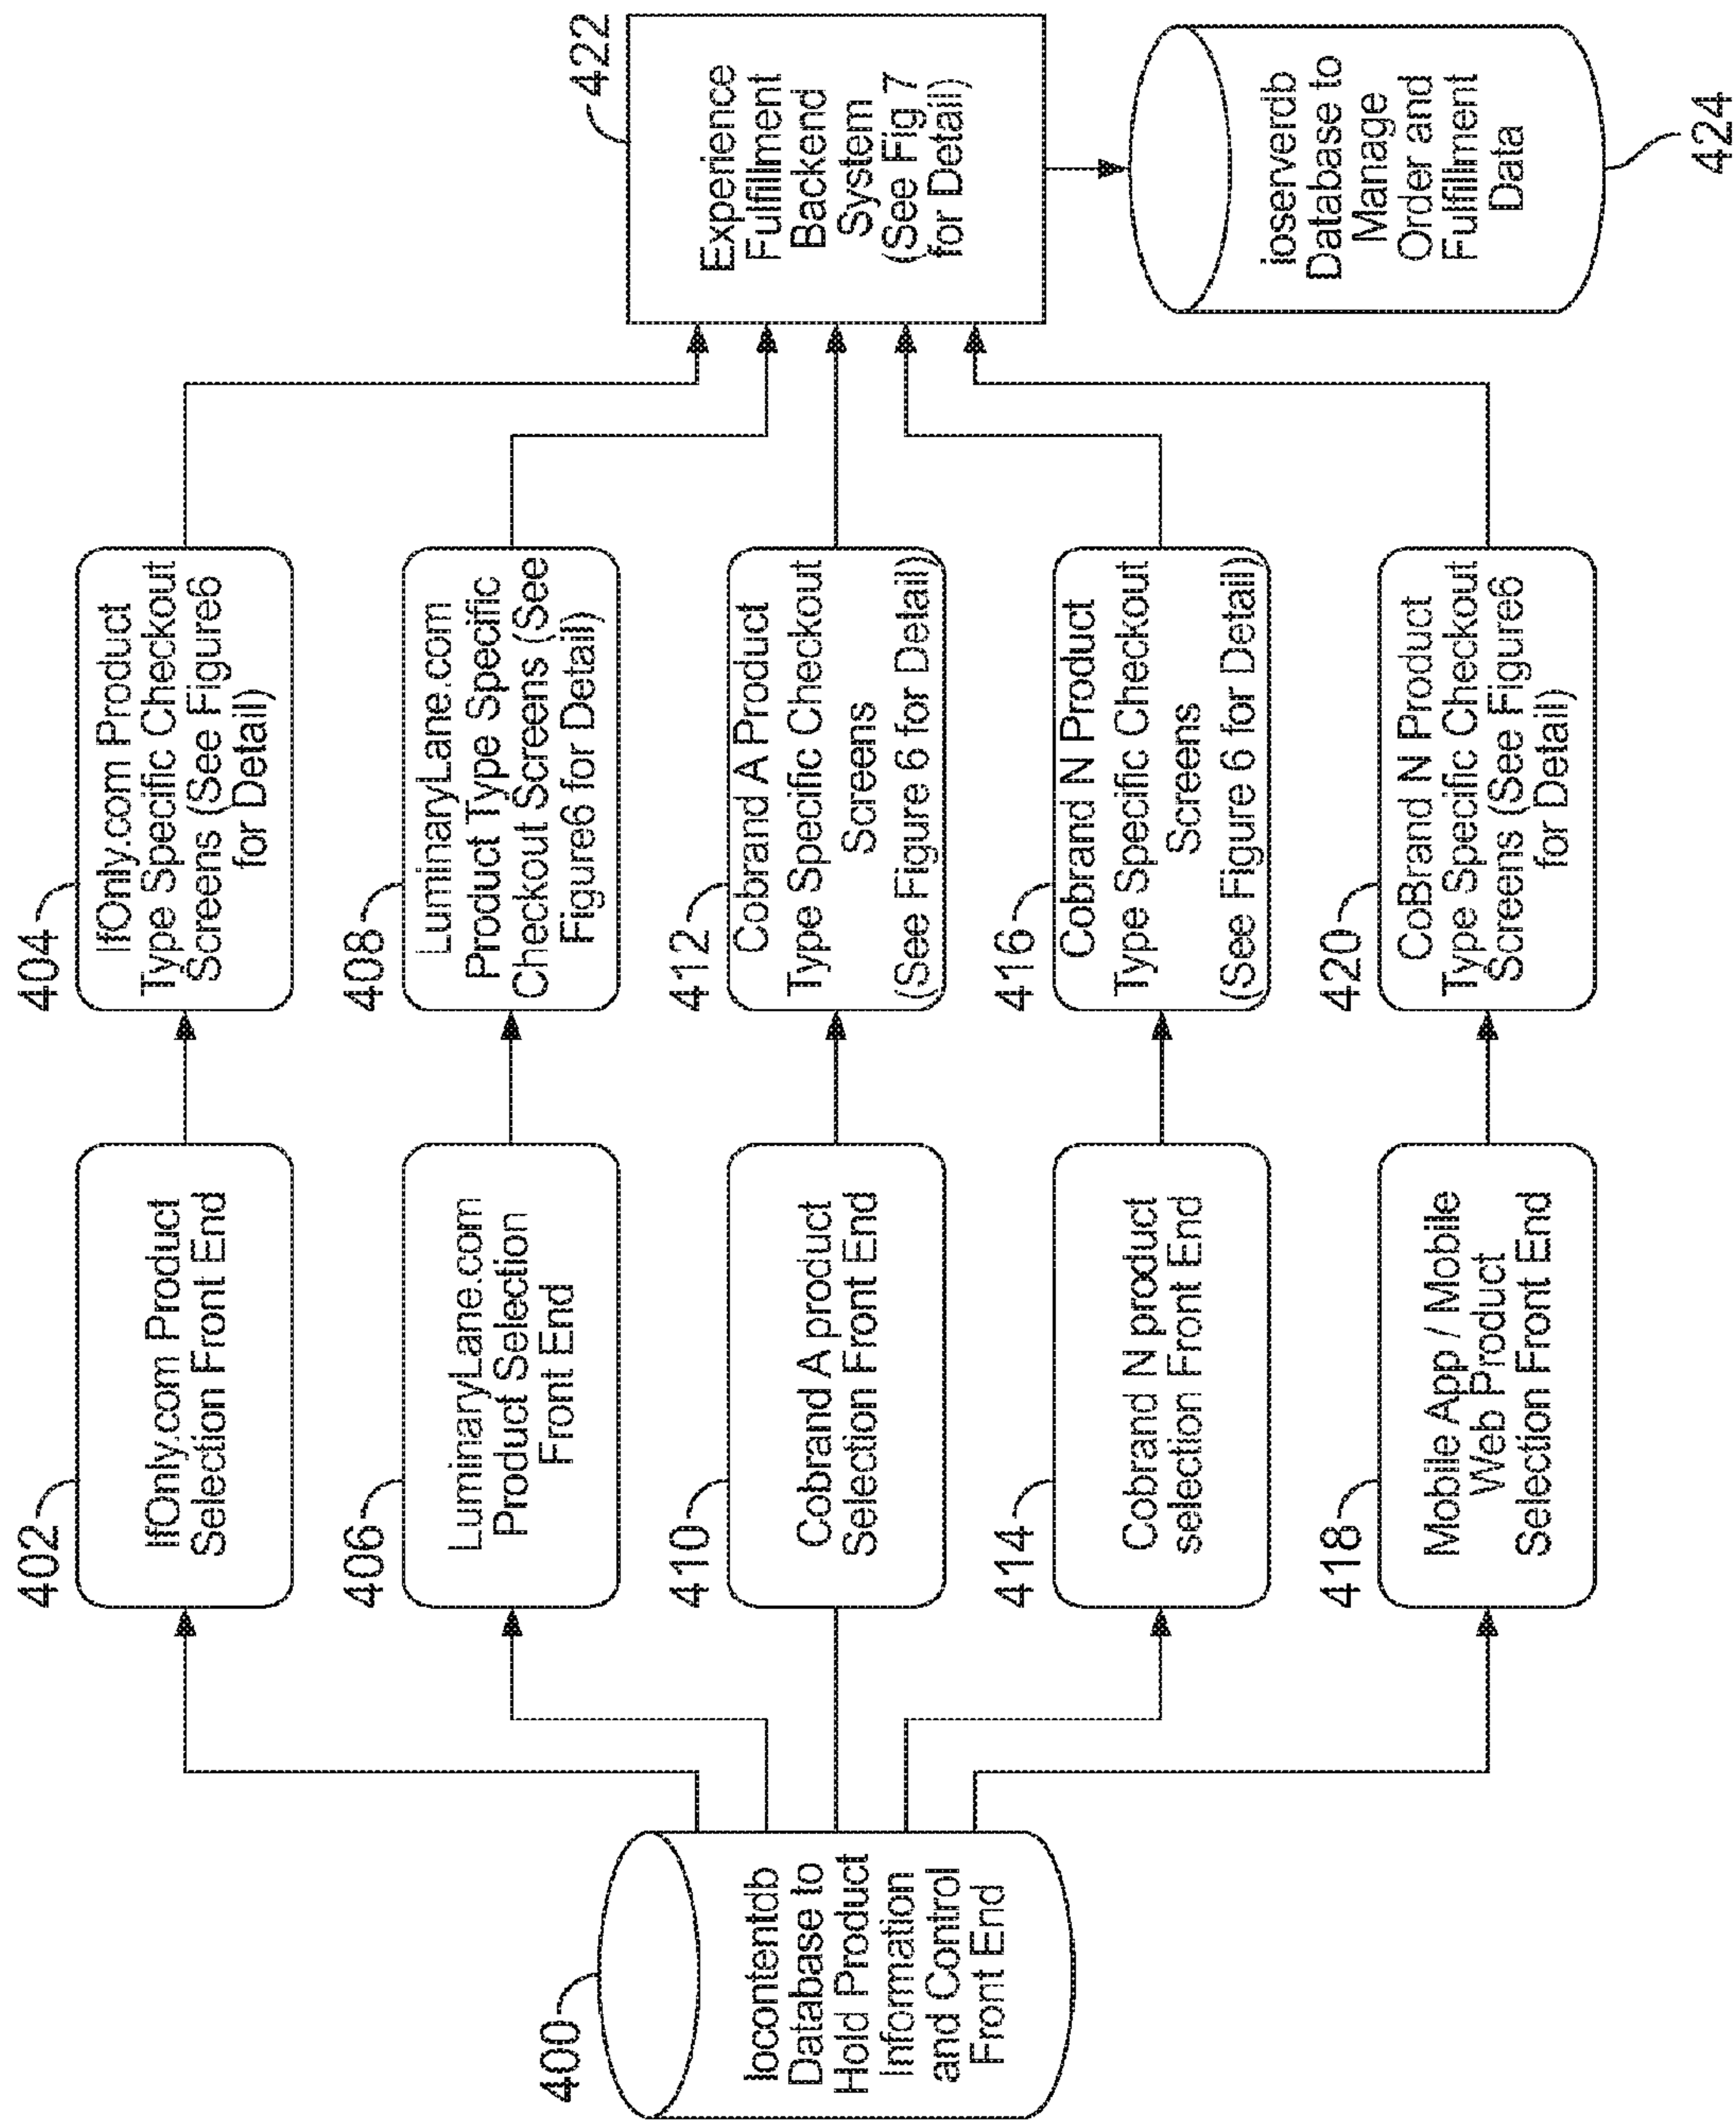 400
Iocontentdb
Database to
Hold Product
Information
and Control
Front End
402
IfOnly.com Product
Selection Front End
404
IfOnly.com Product
Type Specific Checkout
Screens (See Figure6
for Detail)
406
LuminaryLane.com
Product Selection
Front End
408
LuminaryLane.com
Product Type Specific
Checkout Screens (See
Figure6 for Detail)
410
Cobrand A product
Selection Front End
412
Cobrand A Product
Type Specific Checkout
Screens
(See Figure 6 for Detail)
414
Cobrand N product
selection Front End
416
Cobrand N Product
Type Specific Checkout
Screens
(See Figure 6 for Detail)
418
Mobile App / Mobile
Web Product
Selection Front End
420
CoBrand N Product
Type Specific Checkout
Screens (See Figure6
for Detail)
422
Experience
Fulfillment
Backend
System
(See Fig 7
for Detail)
ioserverdb
Database to
Manage
Order and
Fulfillment
Data
424